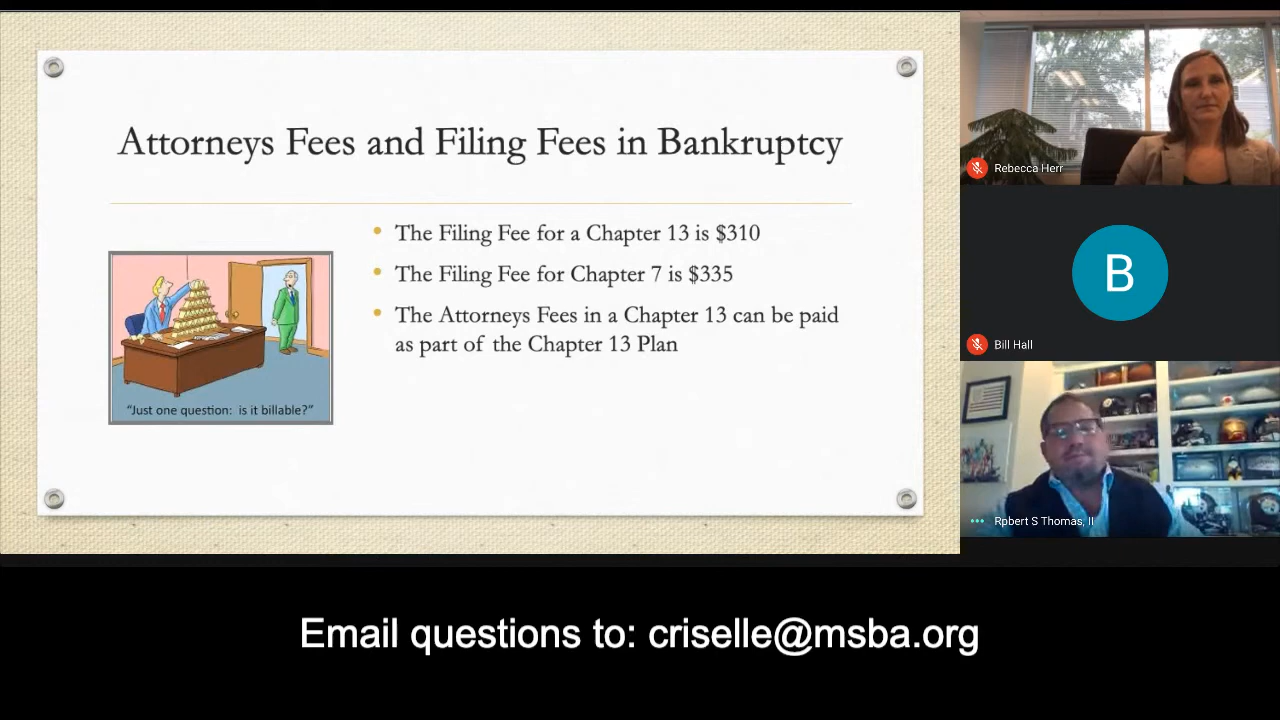 Attorneys Fees and Filing Fees in Bankruptcy
• The Filing Fee for a Chapter 13 is $310
• The Filing Fee for Chapter 7 is $335
• The Attorneys Fees in a Chapter 13 can be paid
as part of the Chapter 13 Plan
"Just one question: is it billable?"
Rebecca Herr
B
Bill Hall
Rpbert S Thomas, II
Email questions to: criselle@msba.org